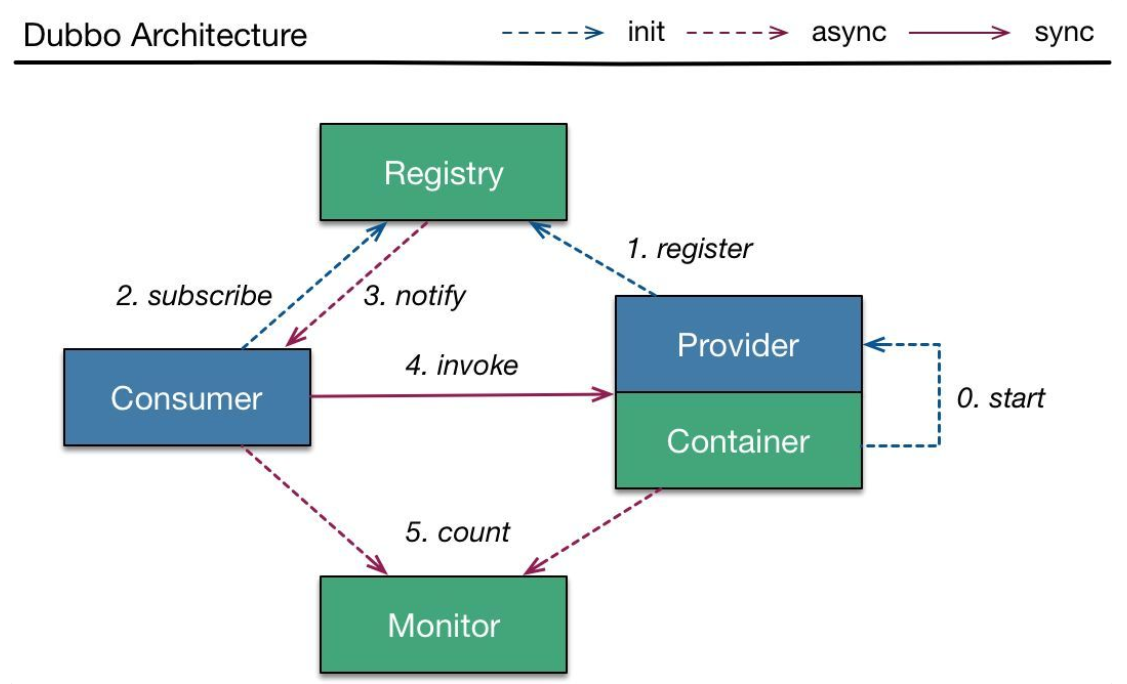 Dubbo Architecture
init
async
sync
Registry
1. register
2. subscribe
3. notify
Provider
4. invoke
Consumer
0. start
Container
5. count
Monitor